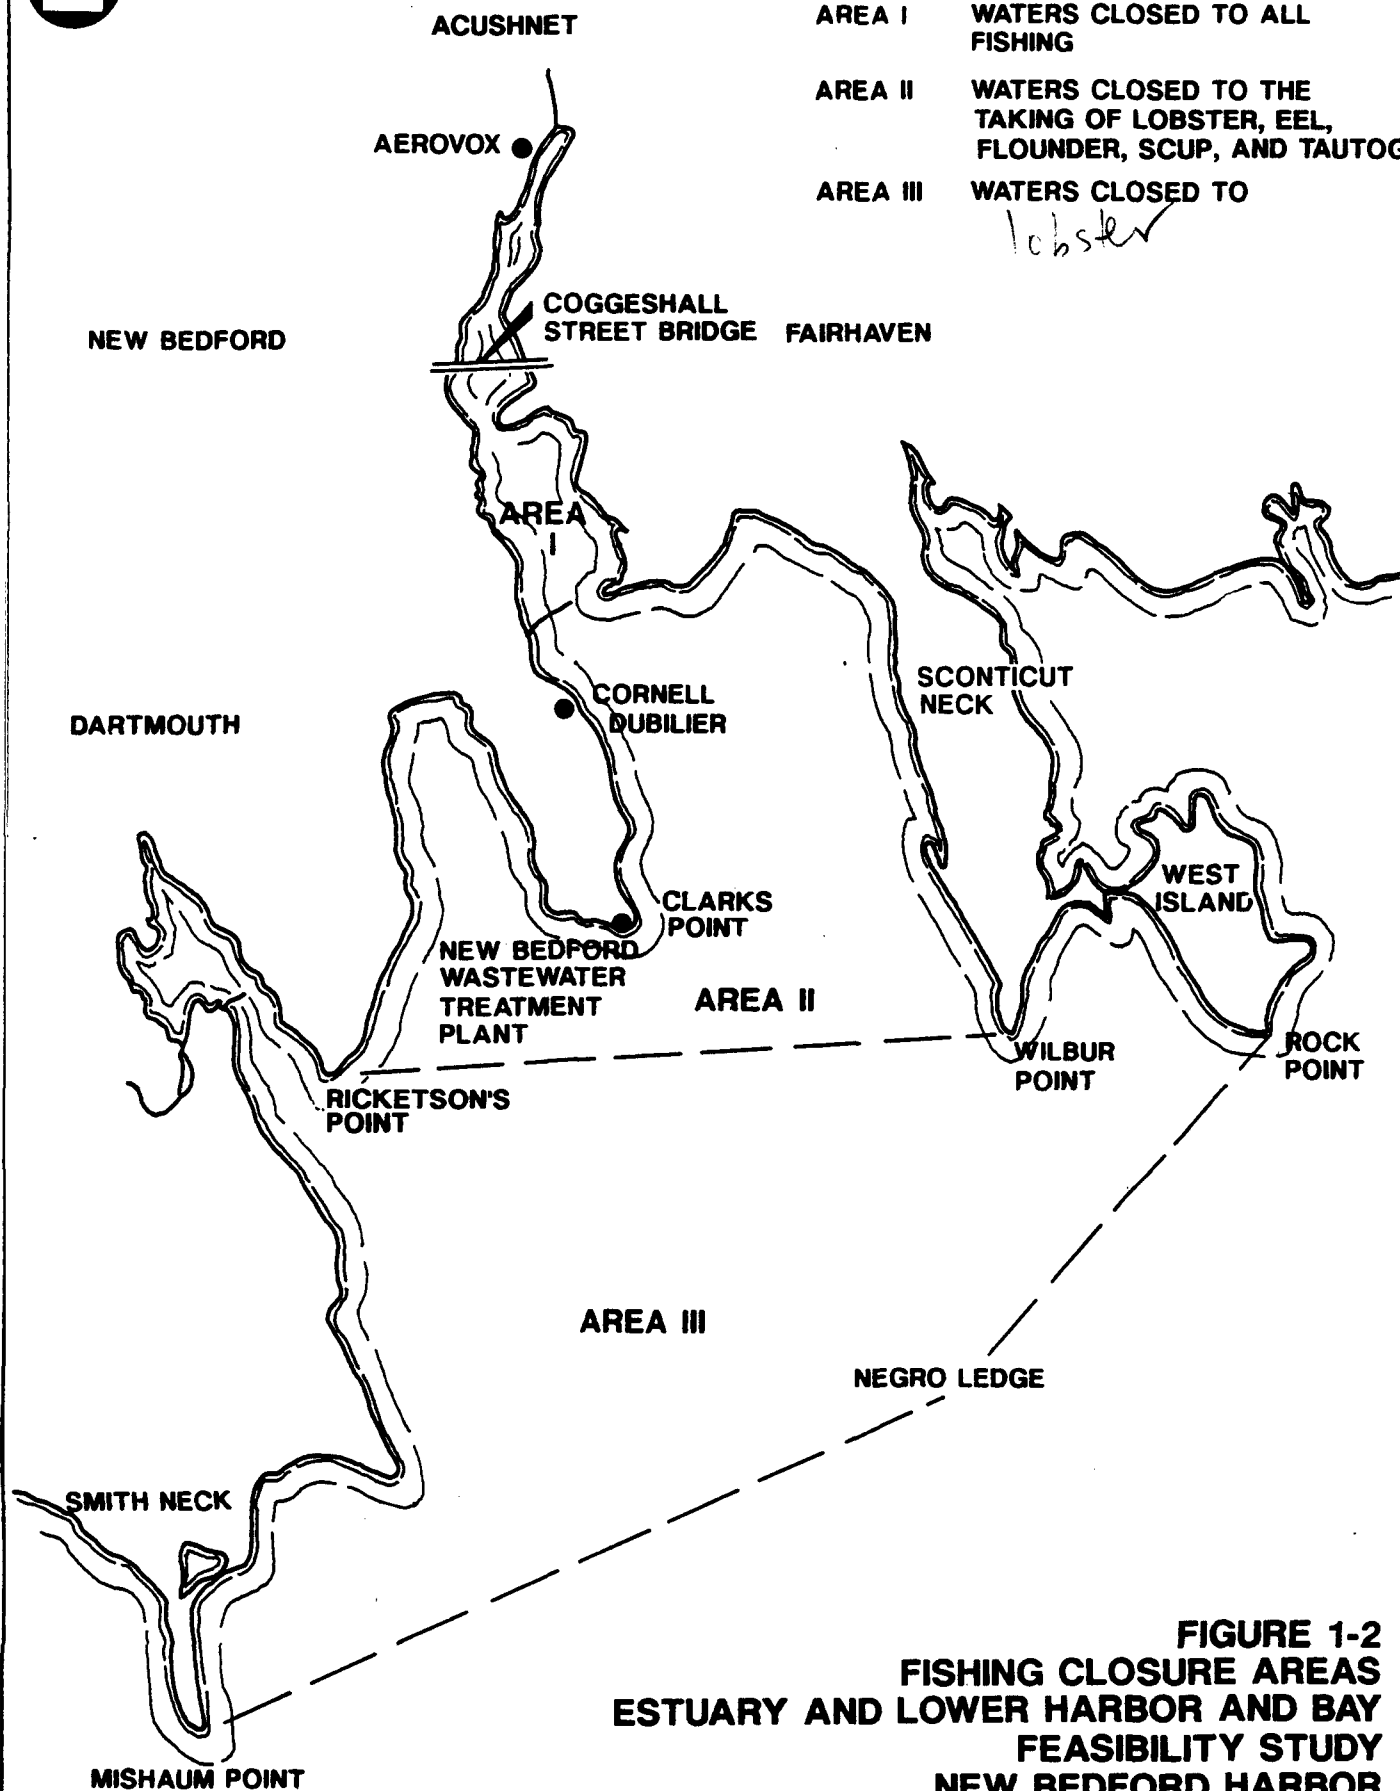 ACUSHNET
AREA I WATERS CLOSED TO ALL
FISHING
AREA II WATERS CLOSED TO THE
TAKING OF LOBSTER, EEL,
FLOUNDER, SCUP, AND TAUTOG
AREA III WATERS CLOSED TO
lobster
AEROVOX
COGGESHALL
STREET BRIDGE
FAIRHAVEN
NEW BEDFORD
AREA
I
SCONTICUT
NECK
CORNELL
DUBILIER
DARTMOUTH
WEST
ISLAND
CLARKS
POINT
NEW BEDFORD
WASTEWATER
TREATMENT
PLANT
AREA II
WILBUR
POINT
ROCK
POINT
RICKETSON'S
POINT
AREA III
NEGRO LEDGE
SMITH NECK
MISHAUM POINT
FIGURE 1-2
FISHING CLOSURE AREAS
ESTUARY AND LOWER HARBOR AND BAY
FEASIBILITY STUDY
NEW BEDFORD HARBOR